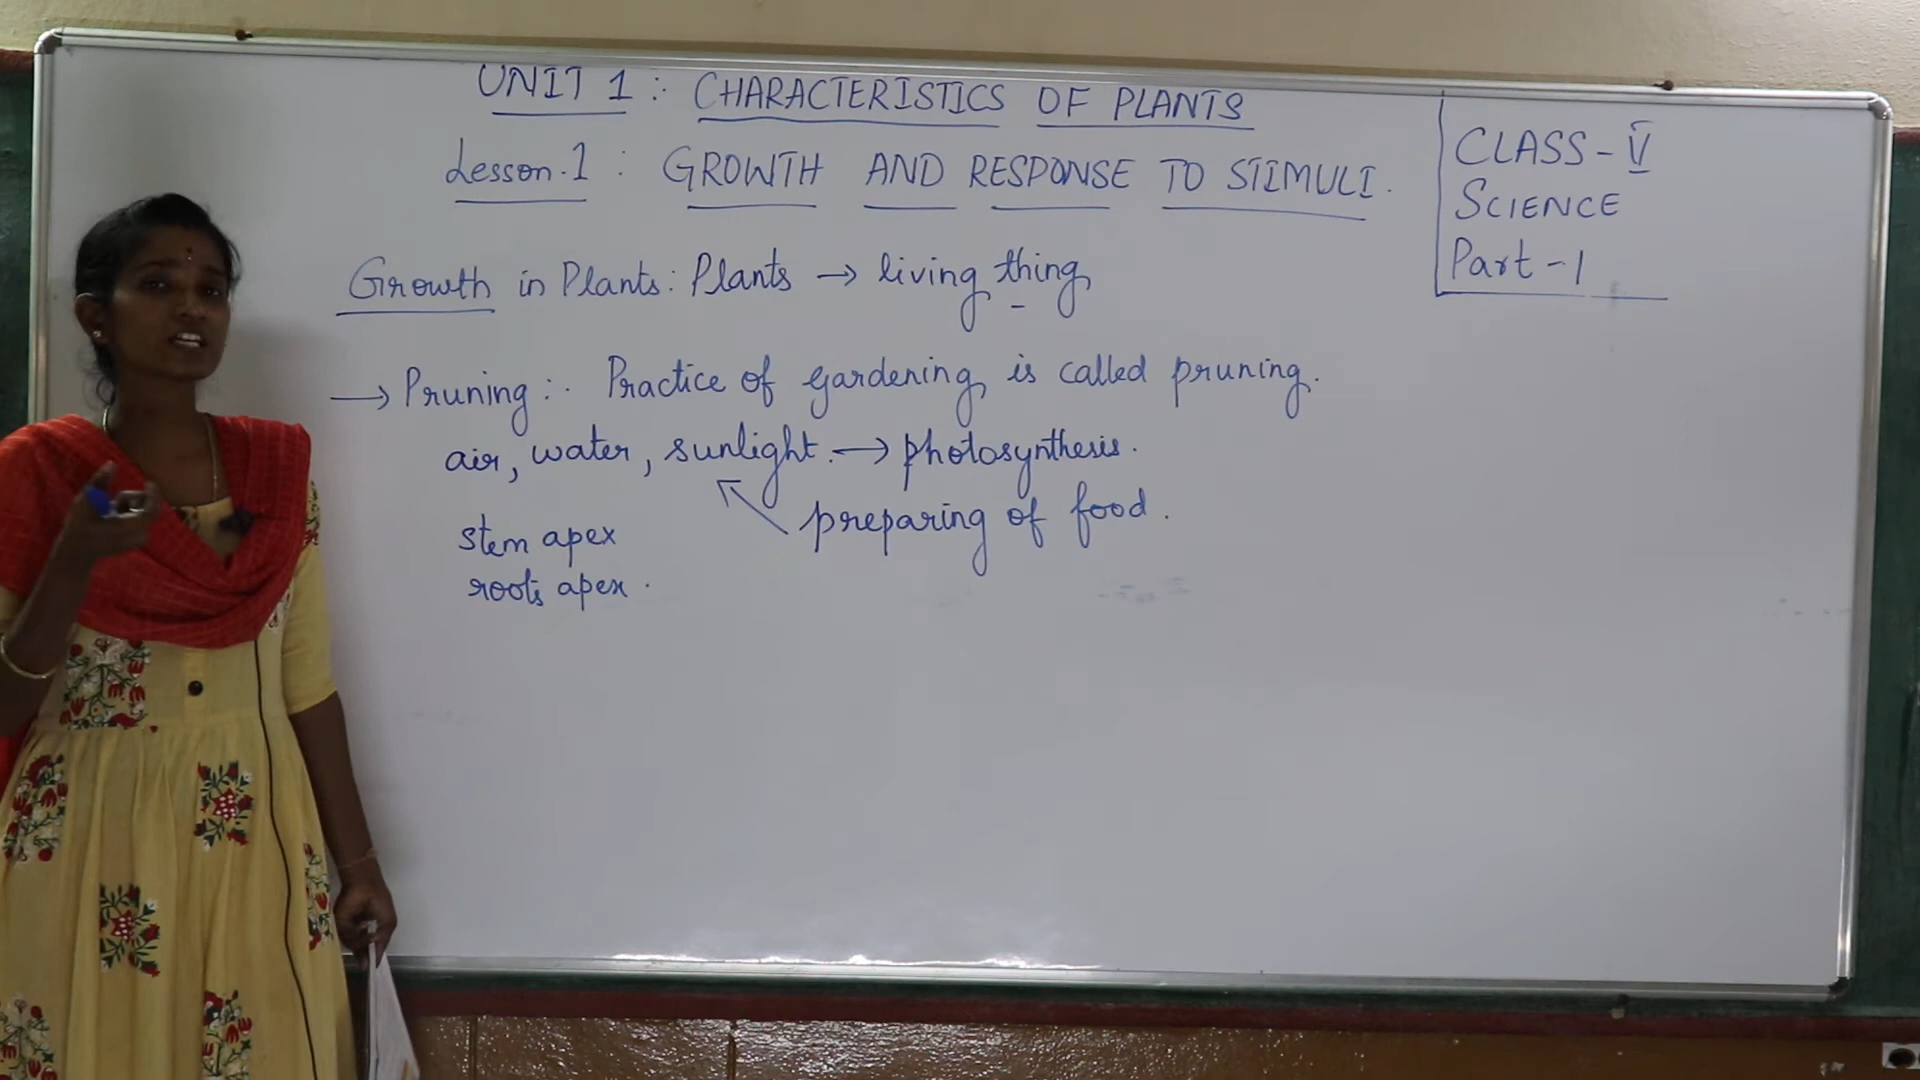 UNIT 1 : CHARACTERISTICS OF PLANTS
Lesson.1 : GROWTH AND RESPONSE TO STIMULI.
CLASS - V
SCIENCE
Part - 1
Growth in Plants: Plants → living thing
→ Pruning :. Practice of gardening is called pruning.
air, water, sunlight. → photosynthesis.
preparing of food.
stem apex
roots apex.